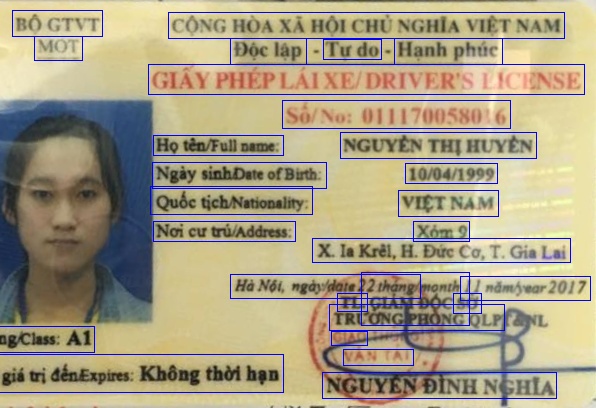 BỘ GTVT
MOT
CỘNG HÒA XÃ HỘI CHỦ NGHĨA VIỆT NAM
Độc lập - Tự do - Hạnh phúc
GIẤY PHÉP LÁI XE/ DRIVER'S LICENSE
Số/No: 011170058016
Họ tên/Full name: NGUYỄN THỊ HUYỀN
Ngày sinh/Date of Birth: 10/04/1999
Quốc tịch/Nationality: VIỆT NAM
Nơi cư trú/Address: Xóm 9
X. Ia Krêl, H. Đức Cơ, T. Gia Lai
Hà Nội, ngày/date 22 tháng/month 11 năm/year 2017
TL. GIÁM ĐỐC SỞ
TRƯỞNG PHÒNG QLPT&NL
GIAO THÔNG
VẬN TẢI
ng/Class: A1
giá trị đến/Expires: Không thời hạn
NGUYỄN ĐÌNH NGHĨA